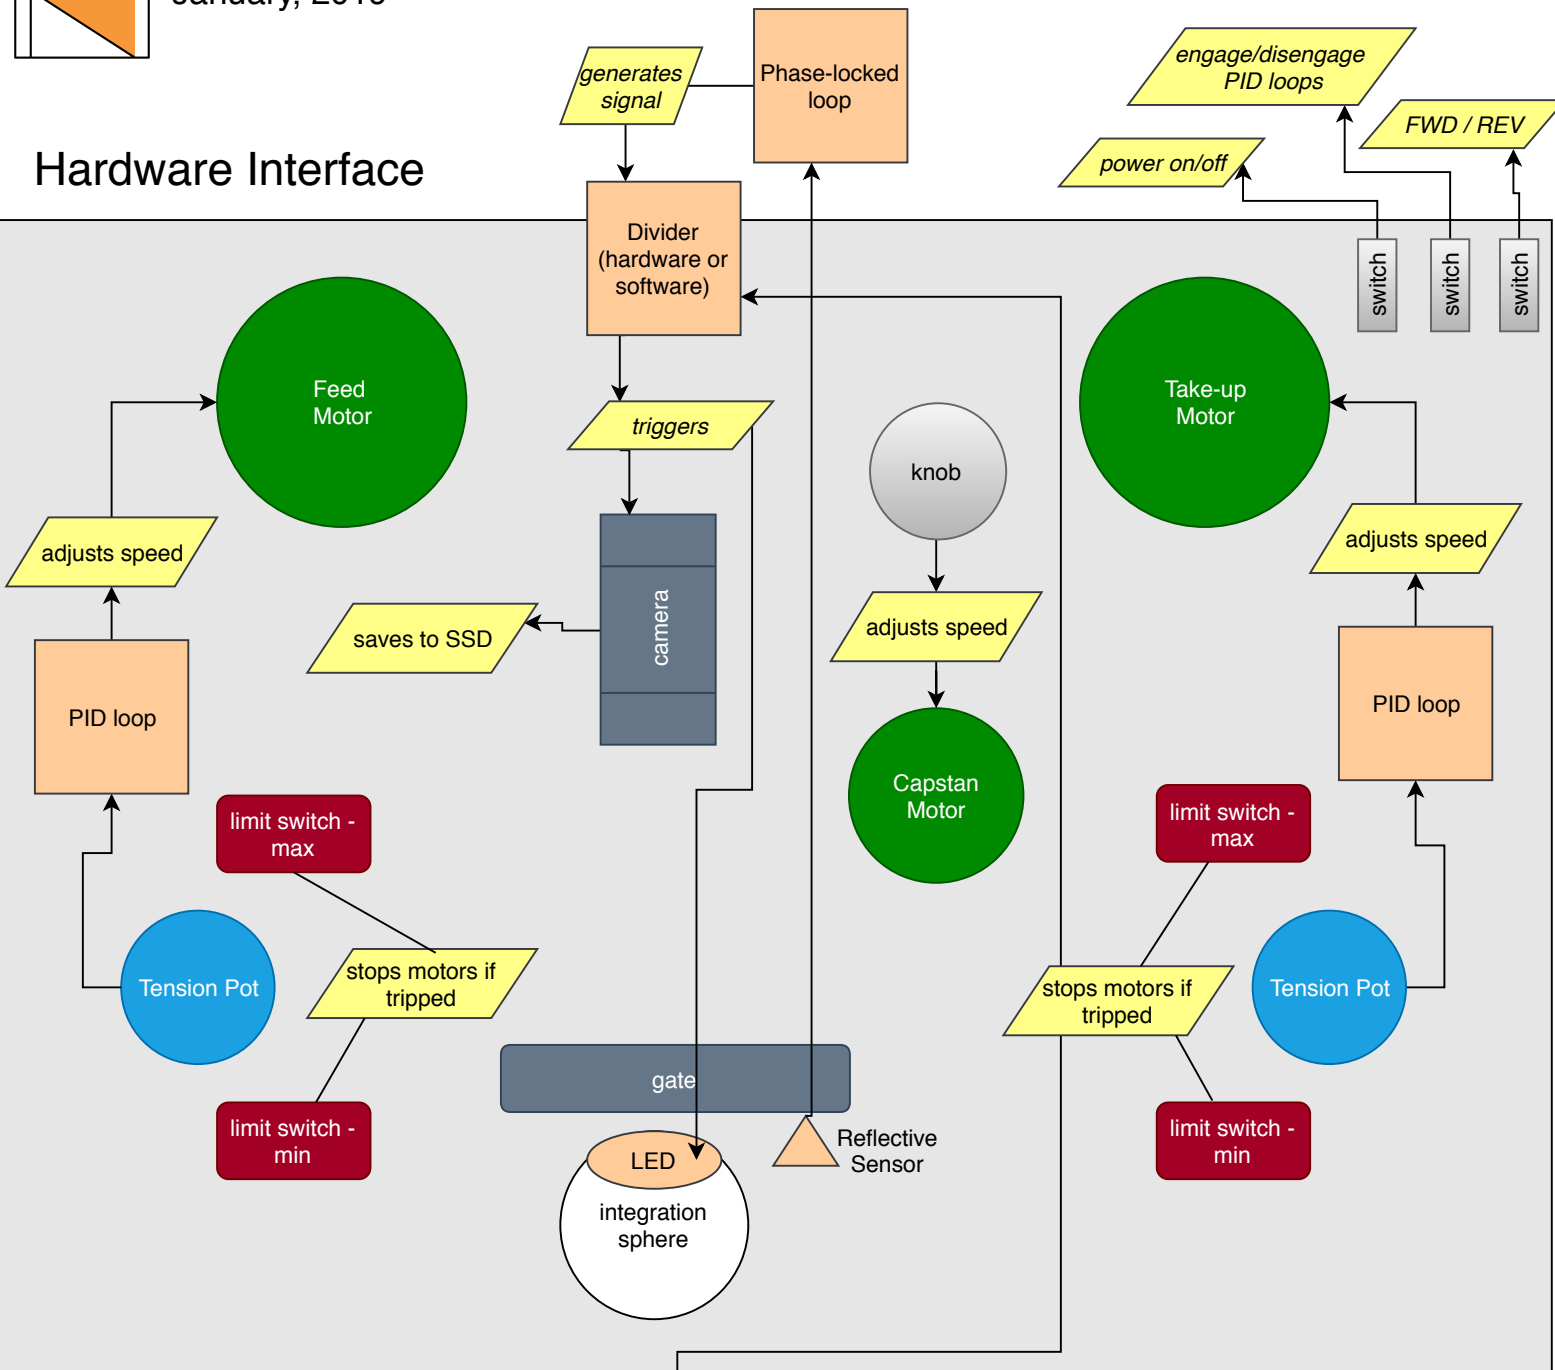 Hardware Interface
generates
signal
Phase-locked
loop
engage/disengage
PID loops
FWD / REV
power on/off
Divider
(hardware or
software)
switch
switch
switch
Feed
Motor
triggers
knob
Take-up
Motor
adjusts speed
saves to SSD
camera
adjusts speed
adjusts speed
PID loop
PID loop
Capstan
Motor
limit switch -
max
limit switch -
max
Tension Pot
stops motors if
tripped
stops motors if
tripped
Tension Pot
gate
limit switch -
min
LED
Reflective
Sensor
limit switch -
min
integration
sphere